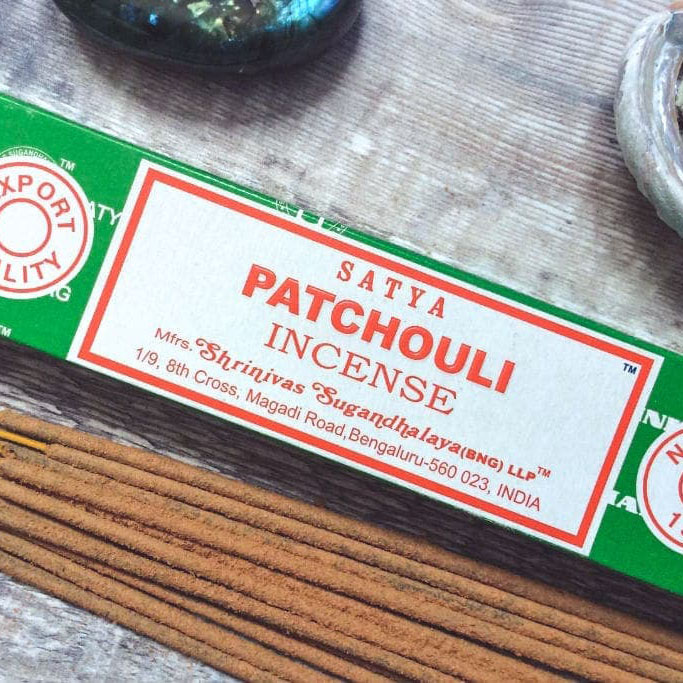 SATYA
PATCHOULI
INCENSE
Mfrs. Shrinivas Sugandhalaya (BNG) LLP™
1/9, 8th Cross, Magadi Road, Bengaluru-560 023, INDIA
TM
EXPORT
QUALITY
TM
TM